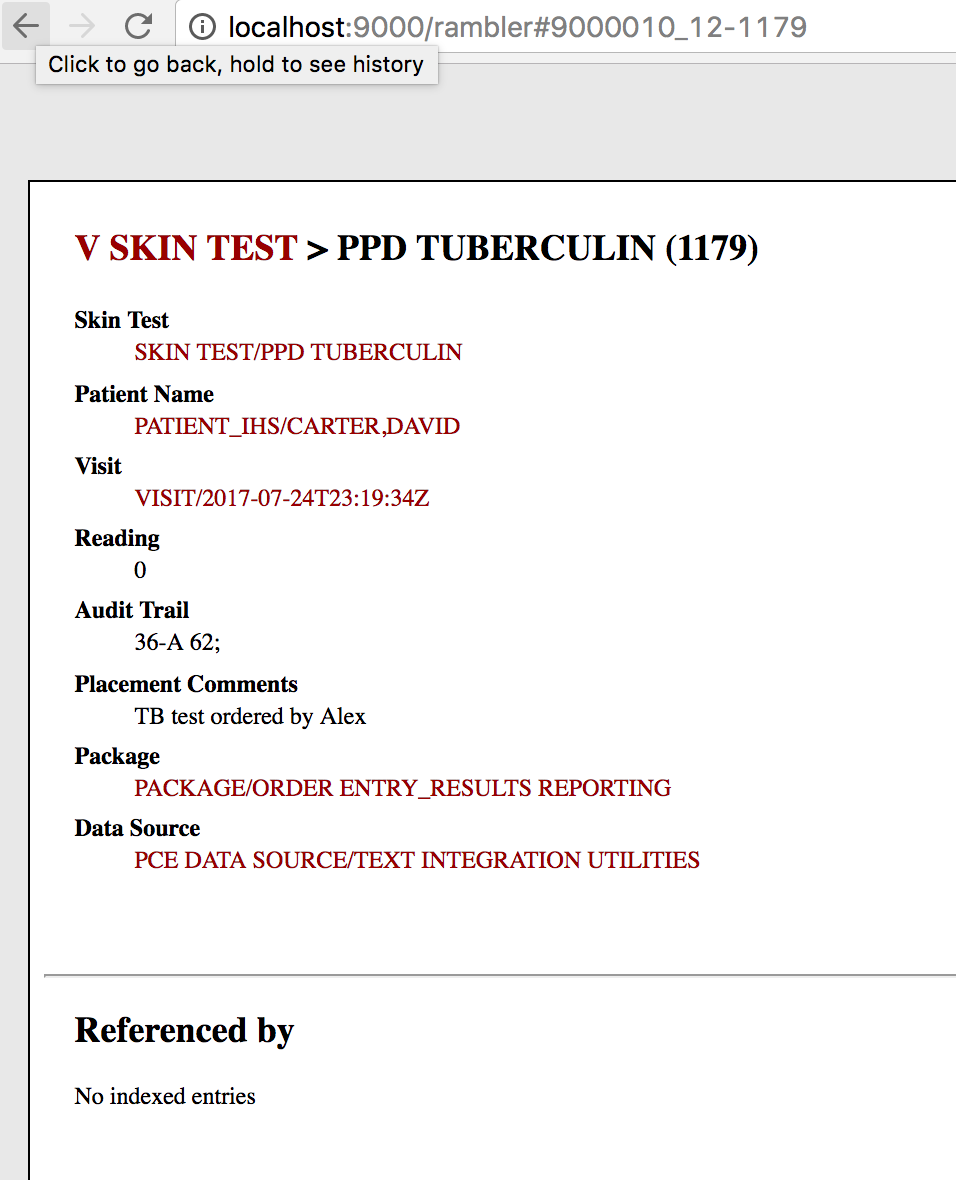 localhost:9000/rambler#9000010_12-1179
Click to go back, hold to see history
V SKIN TEST > PPD TUBERCULIN (1179)
Skin Test
SKIN TEST/PPD TUBERCULIN
Patient Name
PATIENT_IHS/CARTER,DAVID
Visit
VISIT/2017-07-24T23:19:34Z
Reading
0
Audit Trail
36-A 62;
Placement Comments
TB test ordered by Alex
Package
PACKAGE/ORDER ENTRY_RESULTS REPORTING
Data Source
PCE DATA SOURCE/TEXT INTEGRATION UTILITIES
Referenced by
No indexed entries